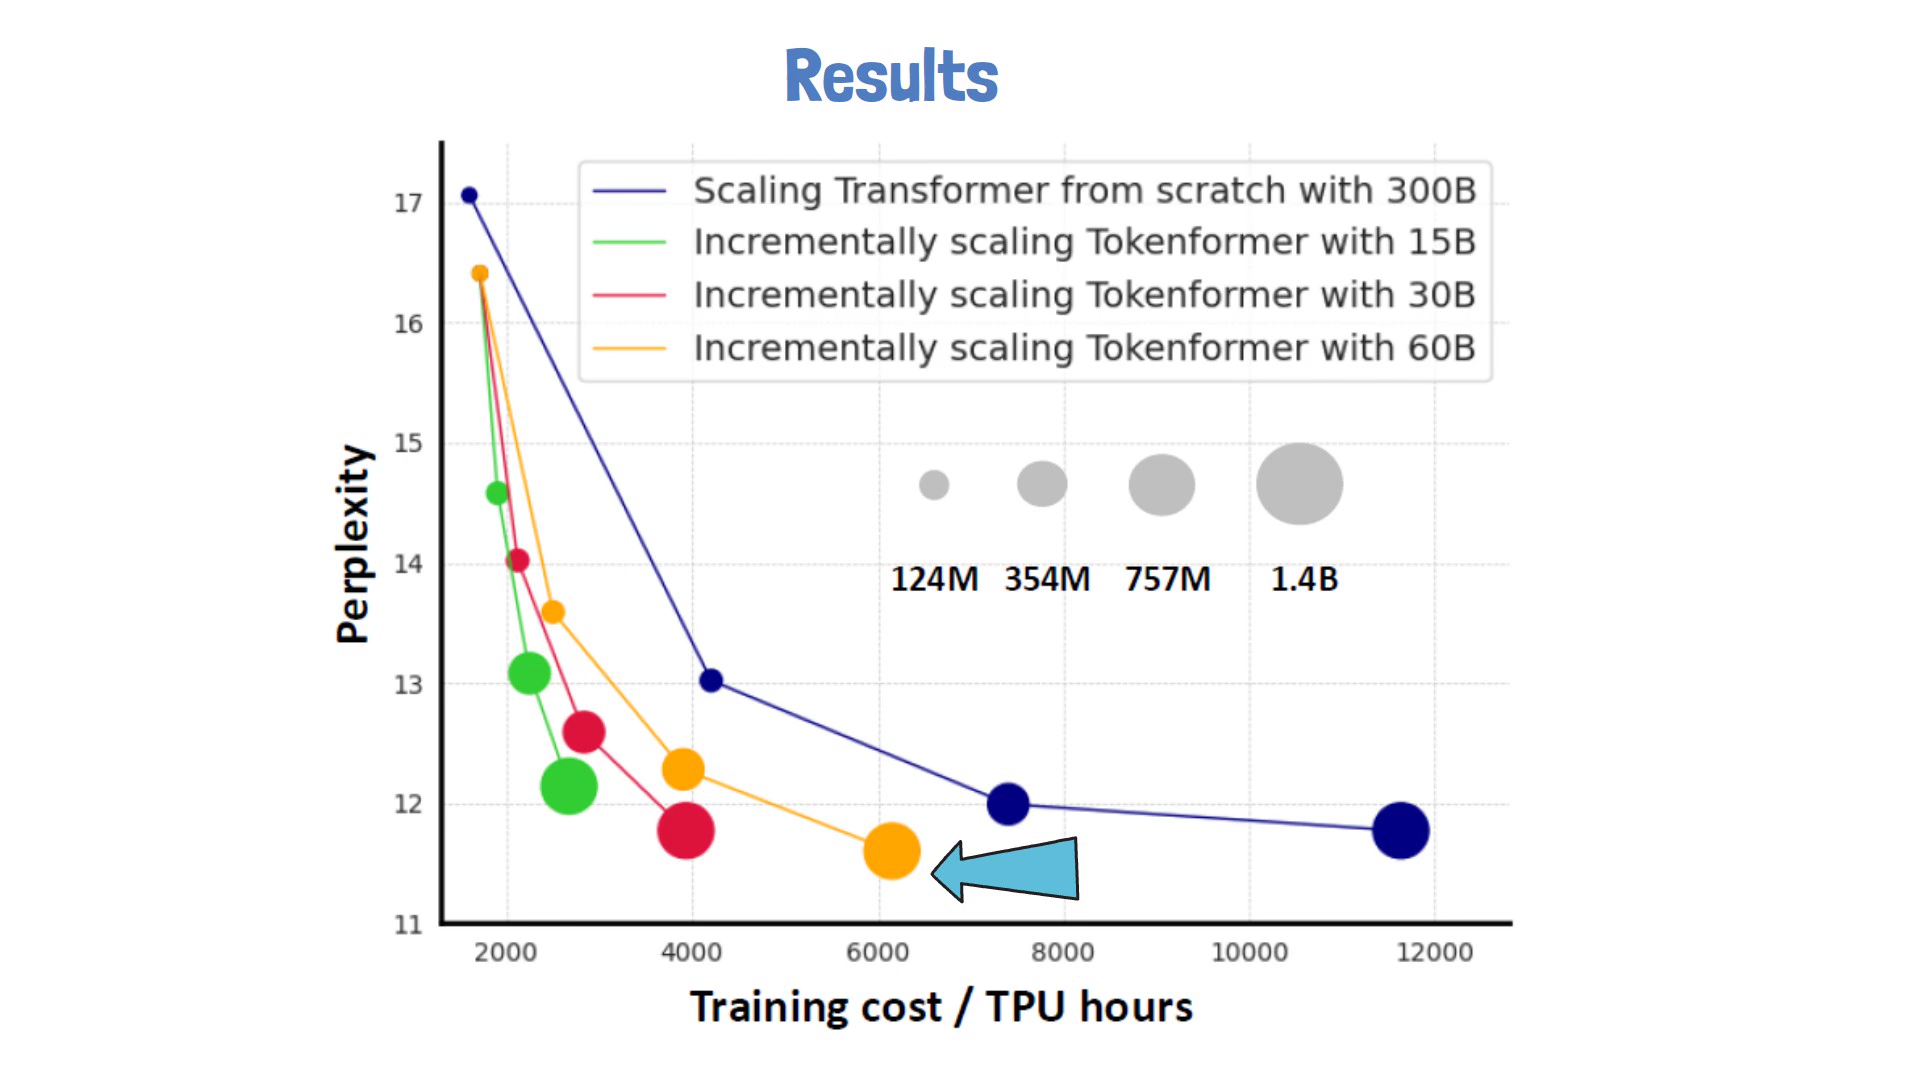 Results
17
16
15
14
13
12
11
Perplexity
Scaling Transformer from scratch with 300B
Incrementally scaling Tokenformer with 15B
Incrementally scaling Tokenformer with 30B
Incrementally scaling Tokenformer with 60B
124M 354M 757M 1.4B
2000 4000 6000 8000 10000 12000
Training cost / TPU hours